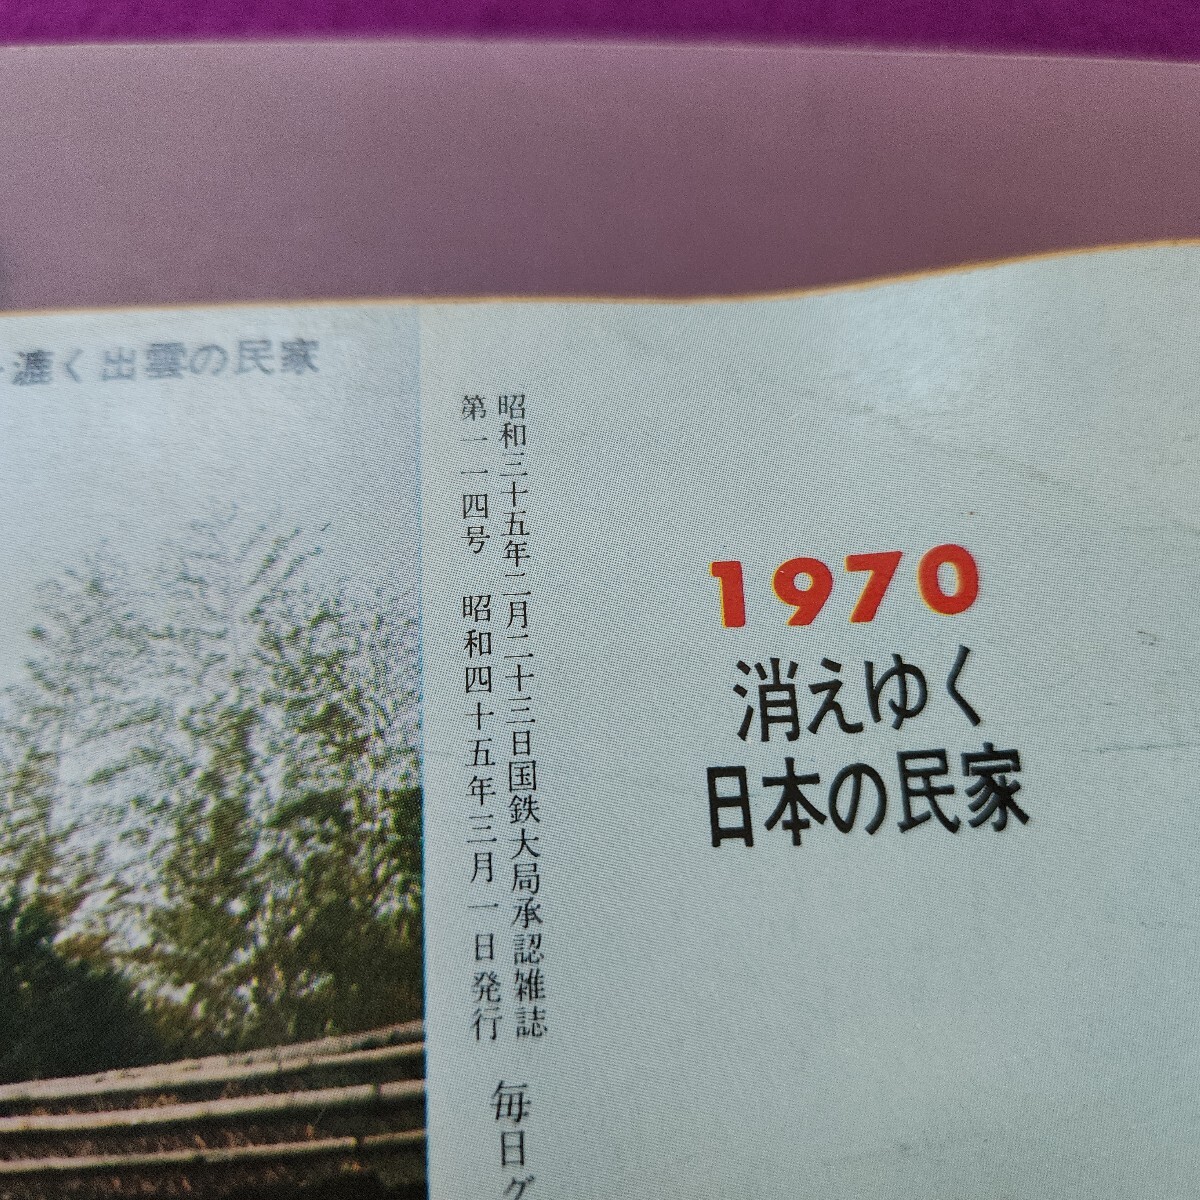 漉く出雲の民家
昭和三十五年二月二十三日国鉄大局承認雑誌
第一一四号 昭和四十五年三月一日発行
毎日グ
1970
消えゆく
日本の民家